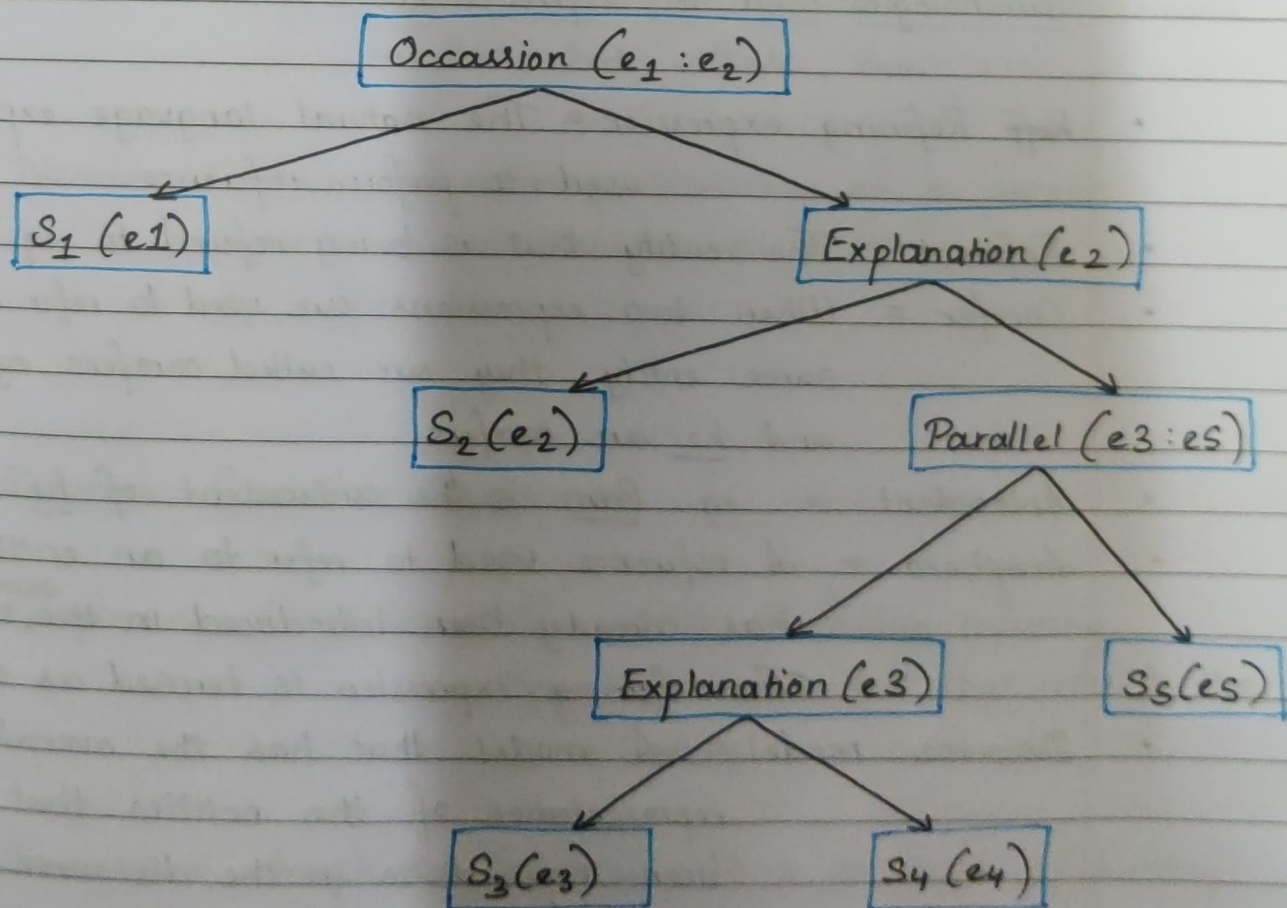 Occassion (e1 : e2)
S1 (e1)
Explanation (e2)
S2 (e2)
Parallel (e3 : e5)
Explanation (e3)
S5 (e5)
S3 (e3)
S4 (e4)